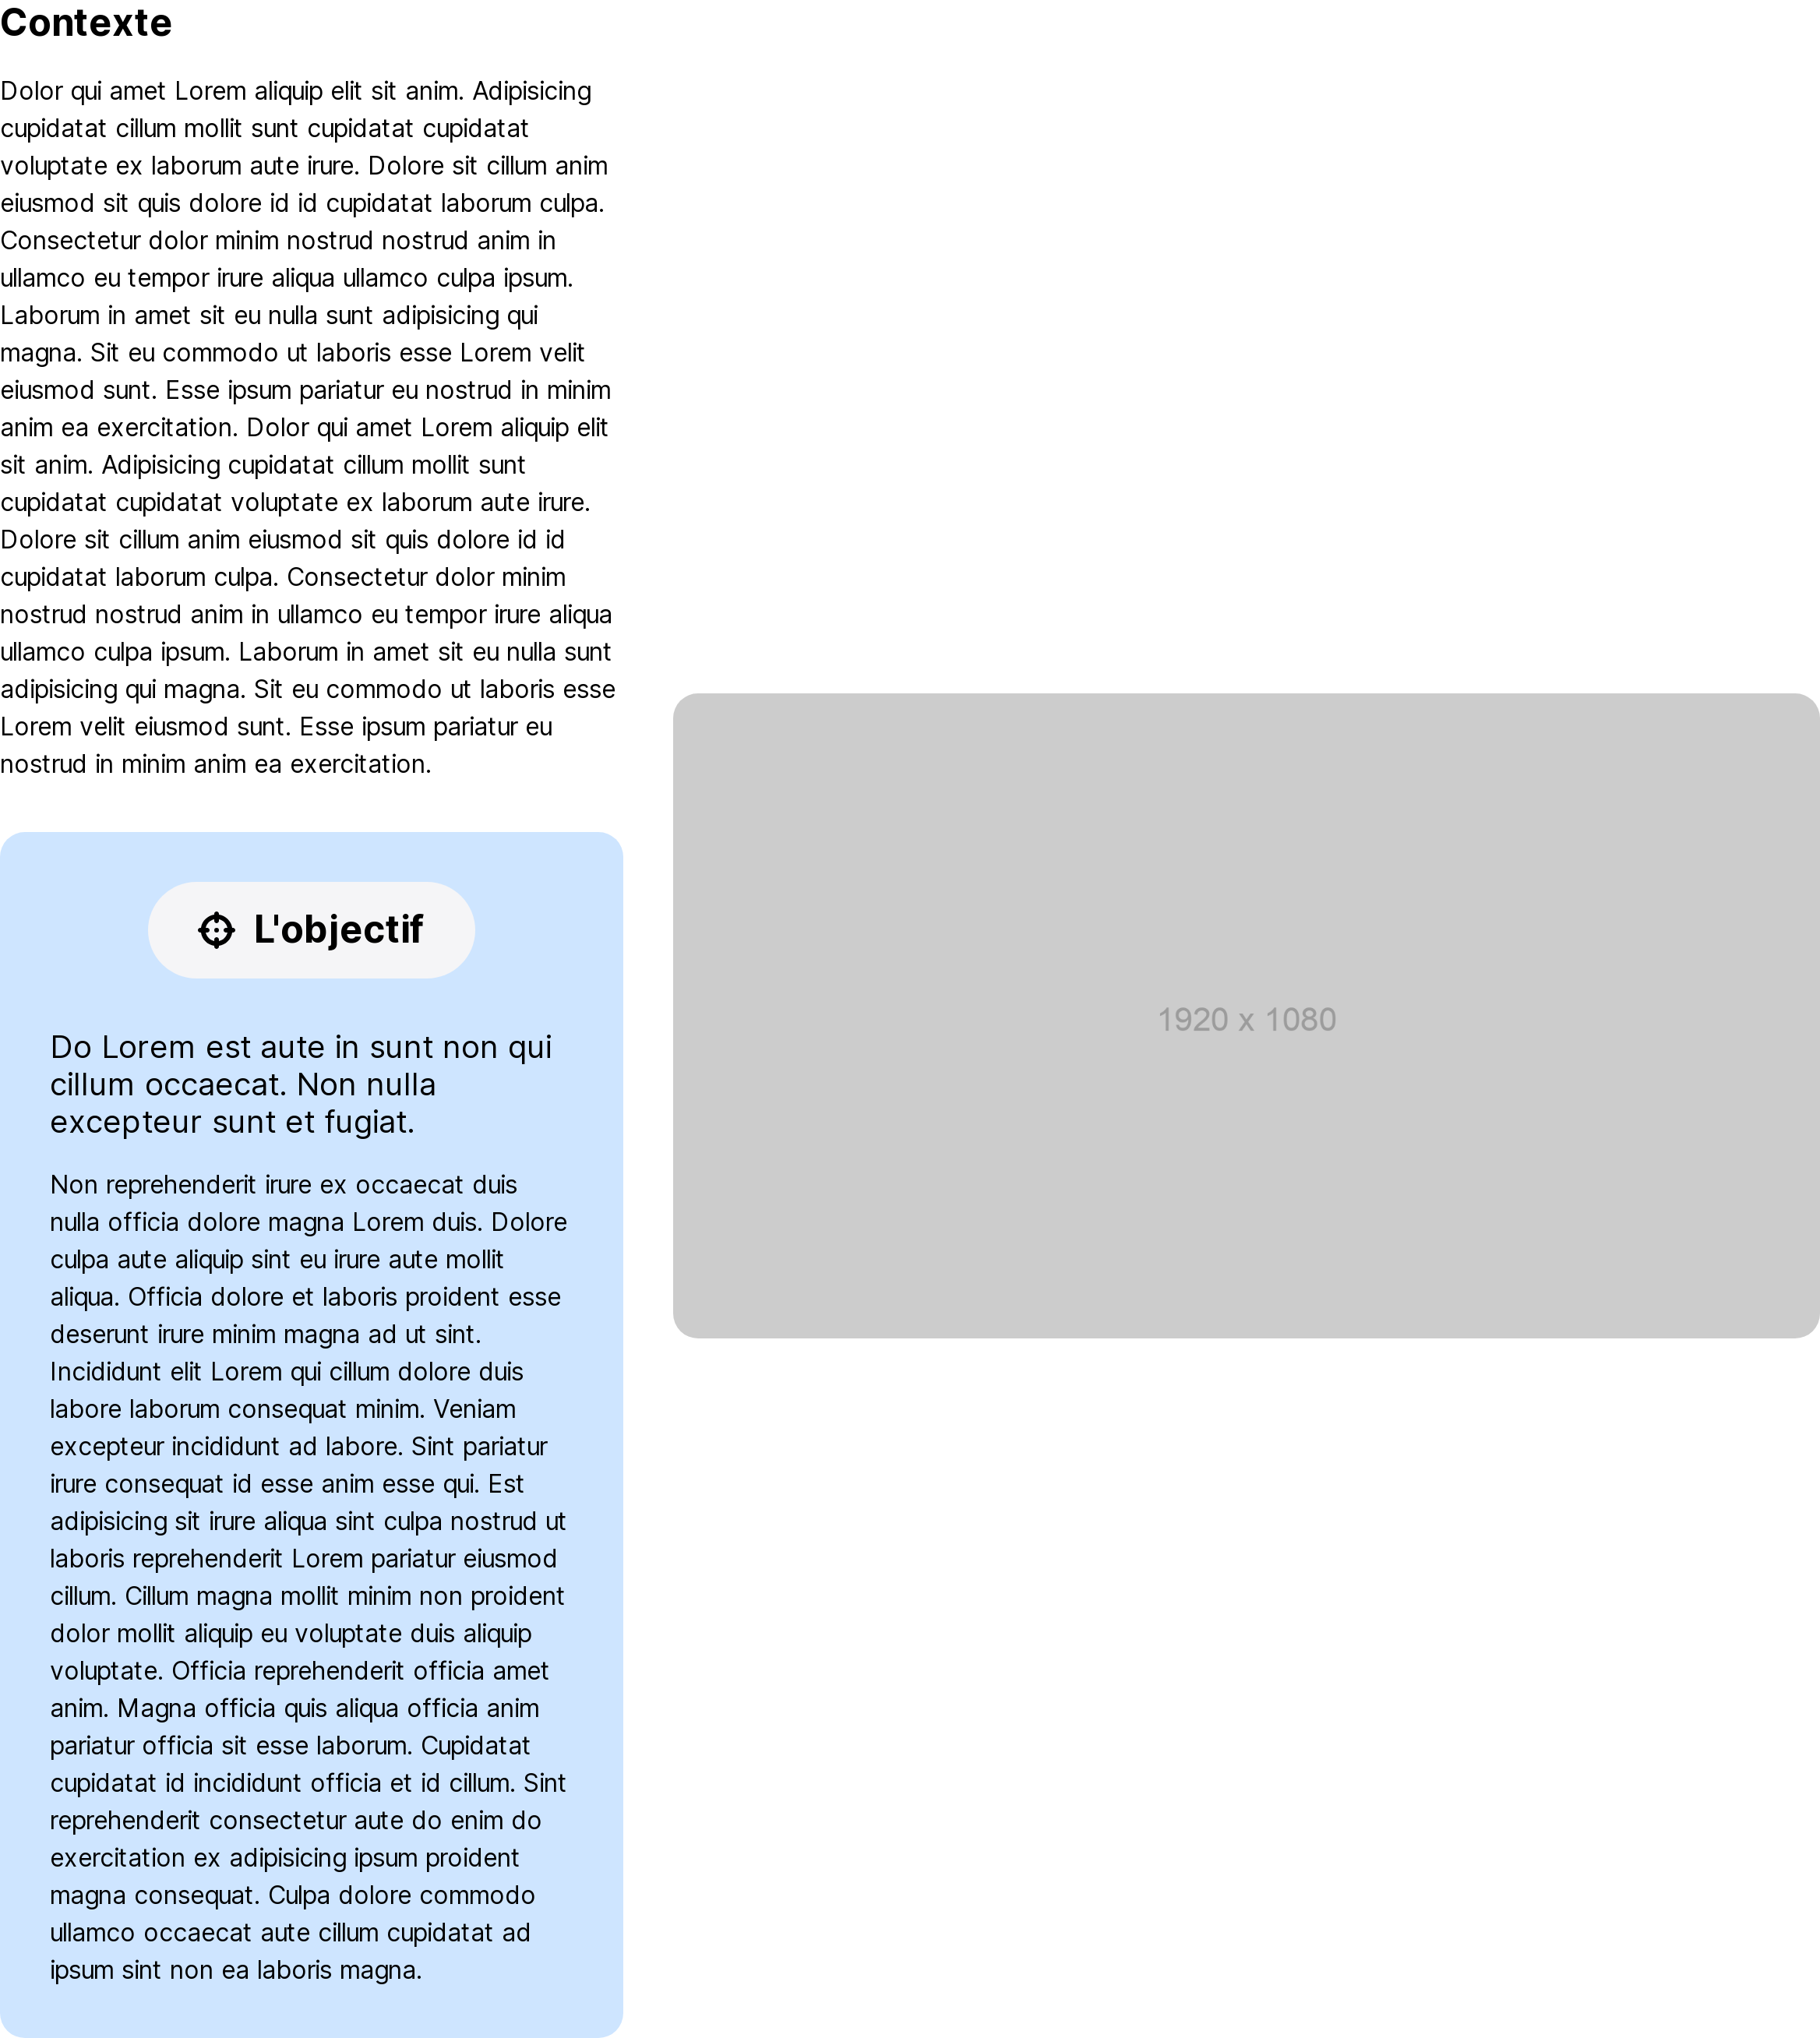 Contexte
Dolor qui amet Lorem aliquip elit sit anim. Adipisicing
cupidatat cillum mollit sunt cupidatat cupidatat
voluptate ex laborum aute irure. Dolore sit cillum anim
eiusmod sit quis dolore id id cupidatat laborum culpa.
Consectetur dolor minim nostrud nostrud anim in
ullamco eu tempor irure aliqua ullamco culpa ipsum.
Laborum in amet sit eu nulla sunt adipisicing qui
magna. Sit eu commodo ut laboris esse Lorem velit
eiusmod sunt. Esse ipsum pariatur eu nostrud in minim
anim ea exercitation. Dolor qui amet Lorem aliquip elit
sit anim. Adipisicing cupidatat cillum mollit sunt
cupidatat cupidatat voluptate ex laborum aute irure.
Dolore sit cillum anim eiusmod sit quis dolore id id
cupidatat laborum culpa. Consectetur dolor minim
nostrud nostrud anim in ullamco eu tempor irure aliqua
ullamco culpa ipsum. Laborum in amet sit eu nulla sunt
adipisicing qui magna. Sit eu commodo ut laboris esse
Lorem velit eiusmod sunt. Esse ipsum pariatur eu
nostrud in minim anim ea exercitation.
L'objectif
Do Lorem est aute in sunt non qui
cillum occaecat. Non nulla
excepteur sunt et fugiat.
Non reprehenderit irure ex occaecat duis
nulla officia dolore magna Lorem duis. Dolore
culpa aute aliquip sint eu irure aute mollit
aliqua. Officia dolore et laboris proident esse
deserunt irure minim magna ad ut sint.
Incididunt elit Lorem qui cillum dolore duis
labore laborum consequat minim. Veniam
excepteur incididunt ad labore. Sint pariatur
irure consequat id esse anim esse qui. Est
adipisicing sit irure aliqua sint culpa nostrud ut
laboris reprehenderit Lorem pariatur eiusmod
cillum. Cillum magna mollit minim non proident
dolor mollit aliquip eu voluptate duis aliquip
voluptate. Officia reprehenderit officia amet
anim. Magna officia quis aliqua officia anim
pariatur officia sit esse laborum. Cupidatat
cupidatat id incididunt officia et id cillum. Sint
reprehenderit consectetur aute do enim do
exercitation ex adipisicing ipsum proident
magna consequat. Culpa dolore commodo
ullamco occaecat aute cillum cupidatat ad
ipsum sint non ea laboris magna.
1920 x 1080